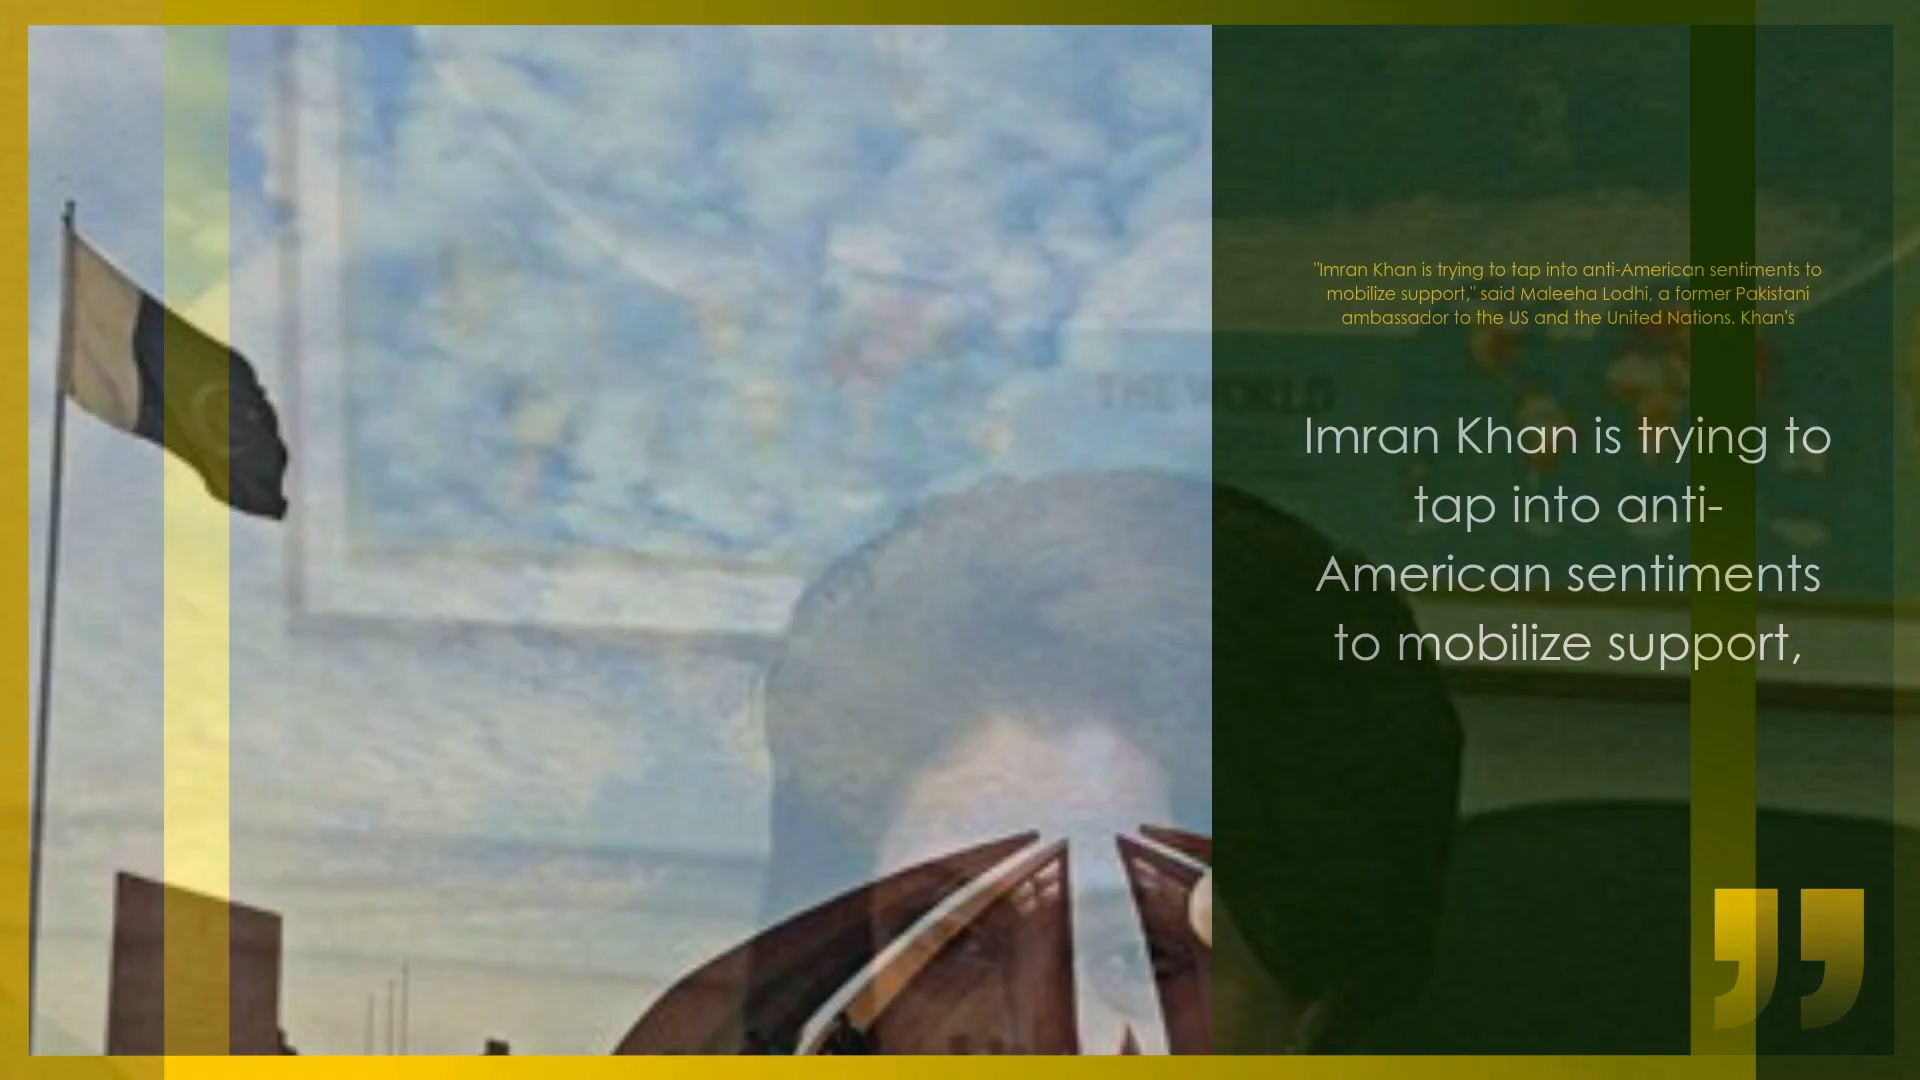 "Imran Khan is trying to tap into anti-American sentiments to
mobilize support," said Maleeha Lodhi, a former Pakistani
ambassador to the US and the United Nations. Khan's
THE WORLD
Imran Khan is trying to
tap into anti-
American sentiments
to mobilize support,
”